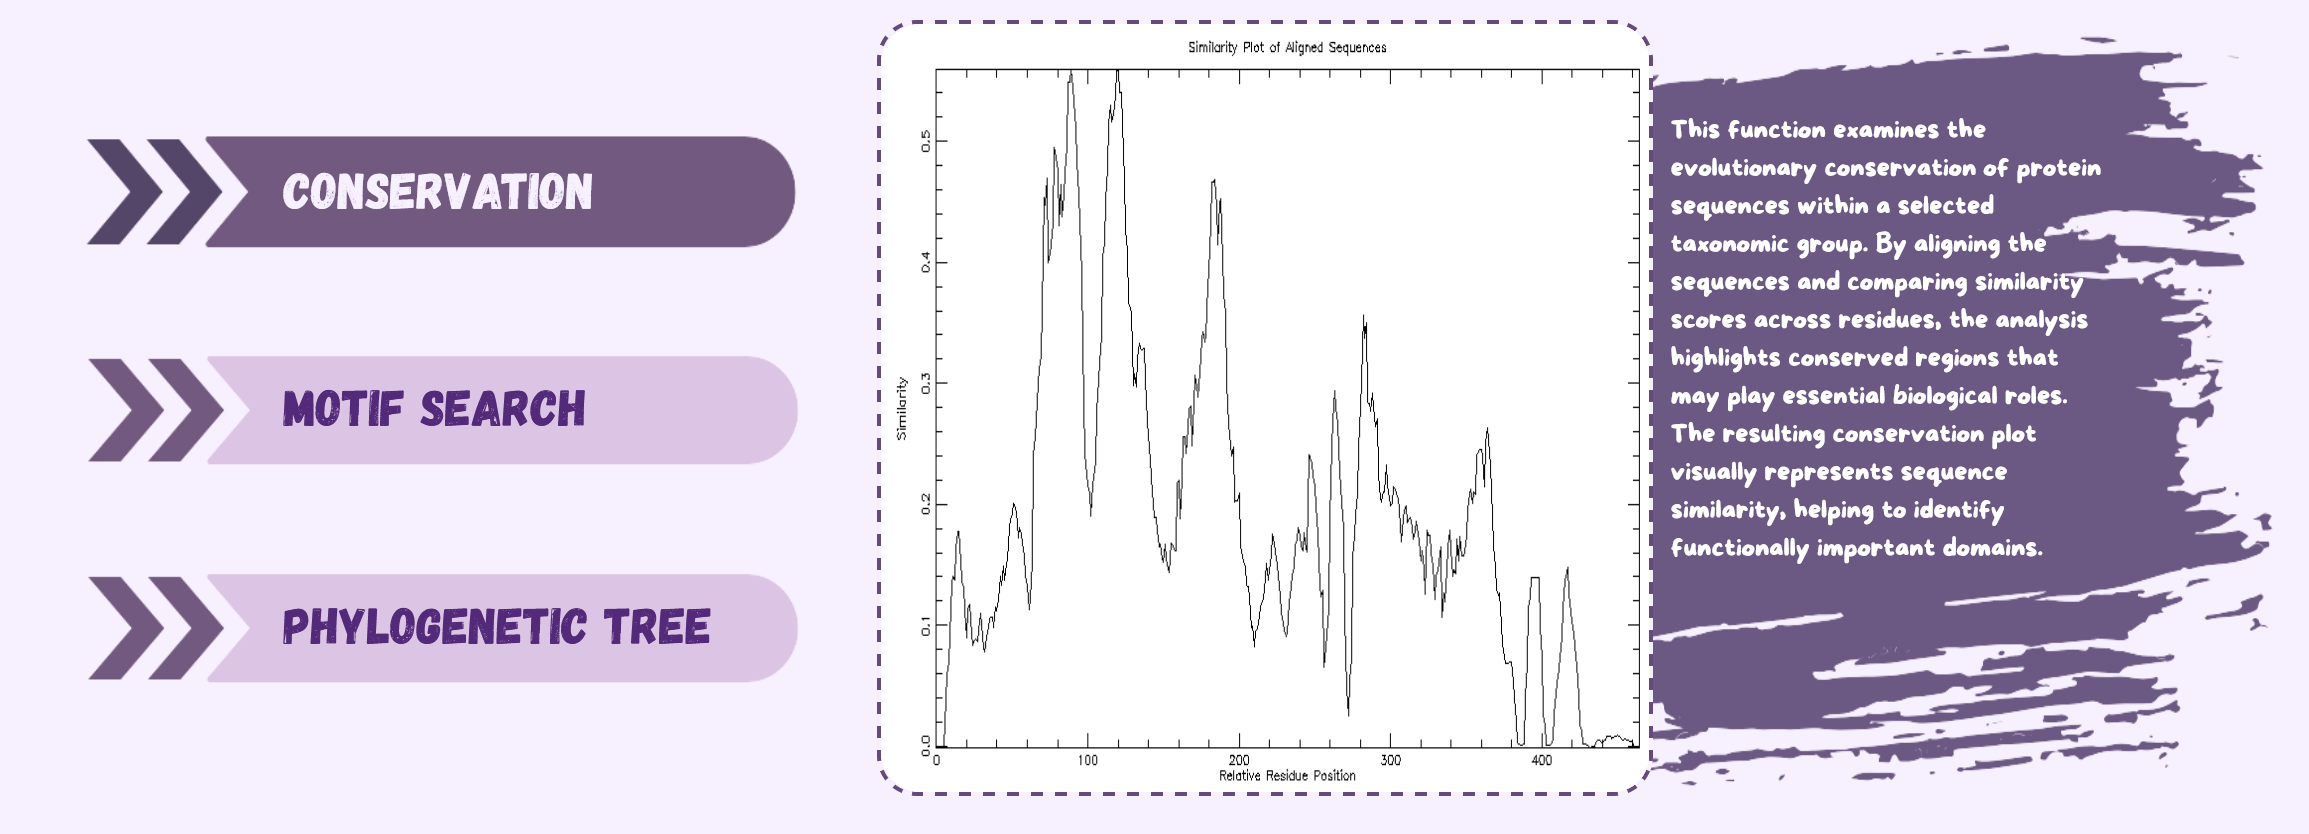 CONSERVATION
MOTIF SEARCH
PHYLOGENETIC TREE
Similarity Plot of Aligned Sequences
Similarity
0.5
0.4
0.3
0.2
0.1
0.0
0 100 200 300 400
Relative Residue Position
This function examines the
evolutionary conservation of protein
sequences within a selected
taxonomic group. By aligning the
sequences and comparing similarity
scores across residues, the analysis
highlights conserved regions that
may play essential biological roles.
The resulting conservation plot
visually represents sequence
similarity, helping to identify
functionally important domains.